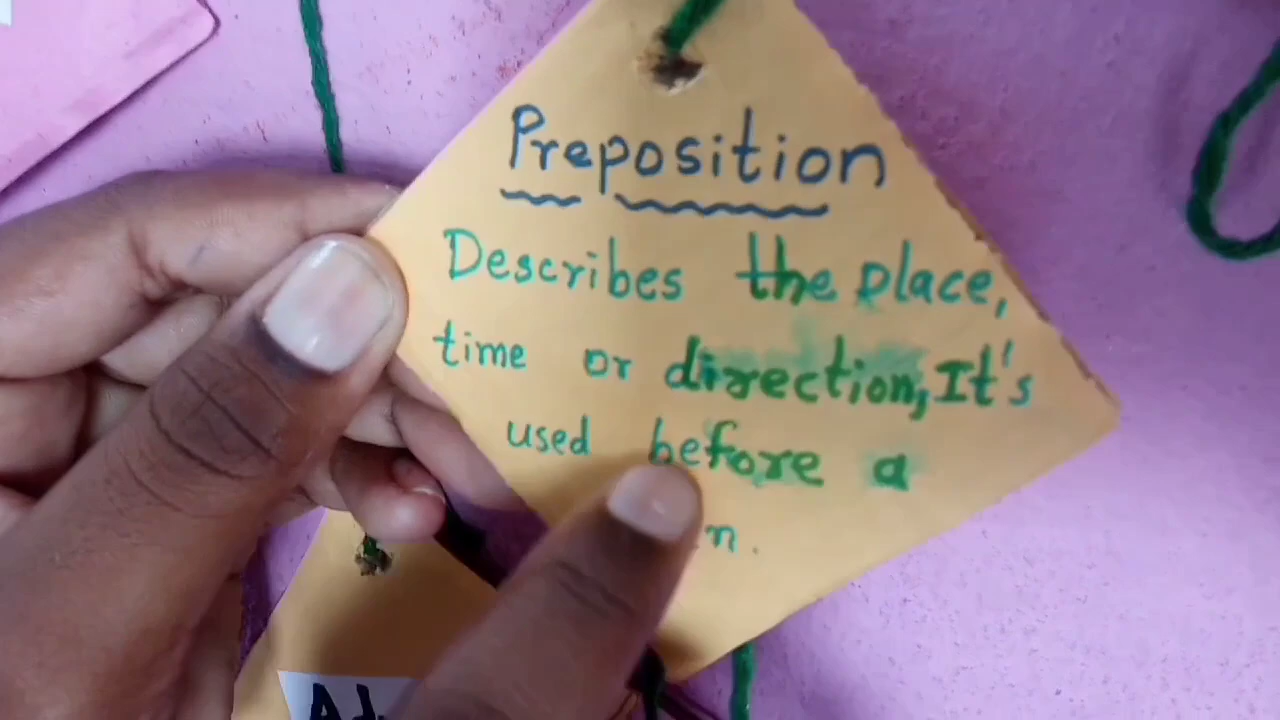 Preposition
Describes the place,
time or direction, It's
used before a